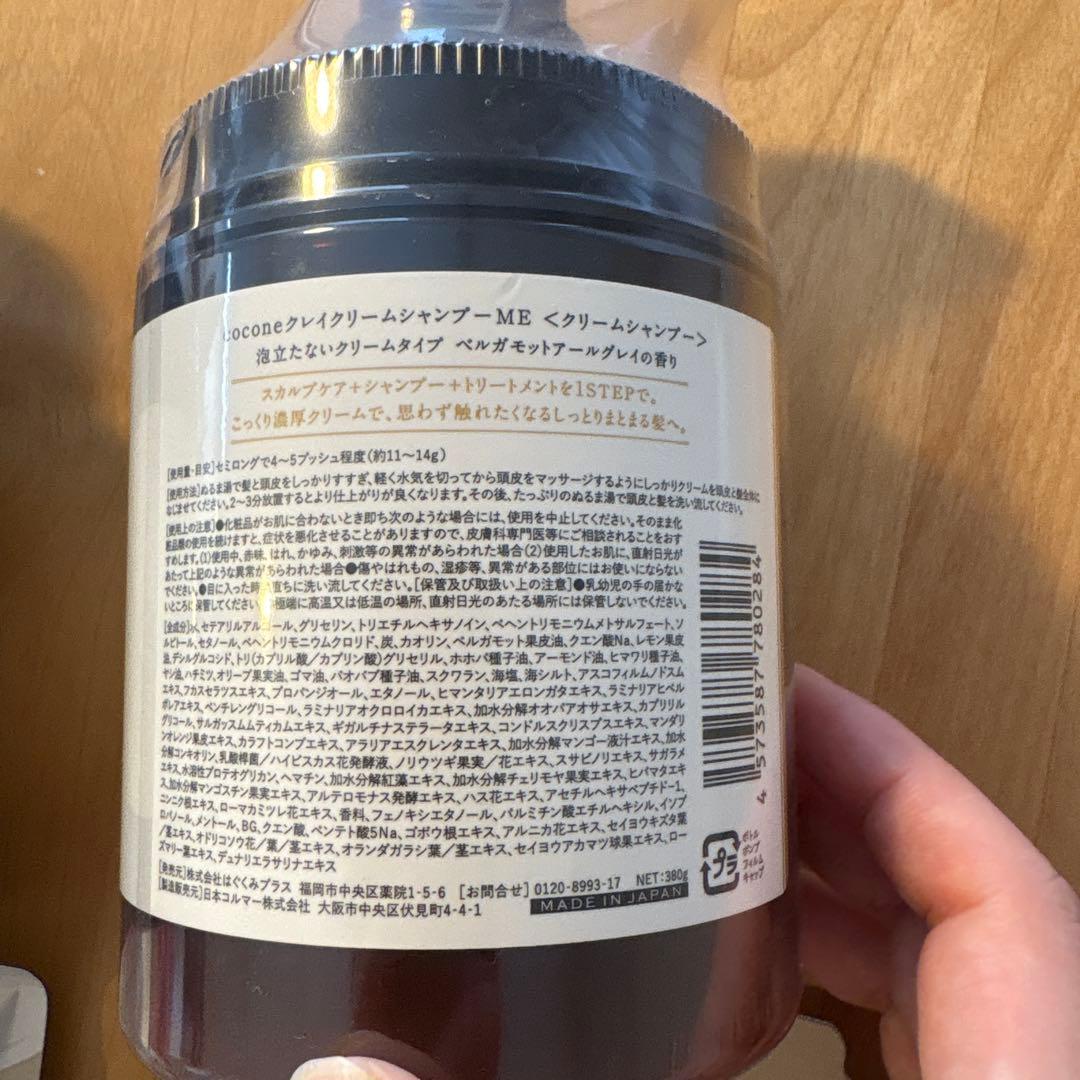 coconeクレイクリームシャンプーME <クリームシャンプー>
泡立たないクリームタイプ ベルガモットアールグレイの香り
スカルプケア+シャンプー+トリートメントを1STEPで。
こっくり濃厚クリームで、思わず触れたくなるしっとりまとまる髪へ。
[使用量・目安]セミロングで4〜5プッシュ程度(約11〜14g)
[使用方法]ぬるま湯で髪と頭皮をしっかりすすぎ、軽く水気を切ってから頭皮をマッサージするようにしっかりクリームを頭皮と髪全体に
なじませてください。2〜3分放置するとより仕上がりが良くなります。その後、たっぷりのぬるま湯で頭皮と髪を洗い流してください。
[使用上の注意]●化粧品がお肌に合わないとき即ち次のような場合には、使用を中止してください。そのまま化
粧品類の使用を続けますと、症状を悪化させることがありますので、皮膚科専門医等にご相談されることをおす
すめします。(1)使用中、赤味、はれ、かゆみ、刺激等の異常があらわれた場合(2)使用したお肌に、直射日光が
あたって上記のような異常があらわれた場合●傷やはれもの、湿疹等、異常がある部位にはお使いにならない
でください。●目に入った時直ちに洗い流してください。[保管及び取扱い上の注意]●乳幼児の手の届かな
いところに保管してください 極端に高温又は低温の場所、直射日光のあたる場所には保管しないでください。
[全成分]水、セテアリルアルコール、グリセリン、トリエチルヘキサノイン、ベヘントリモニウムメトサルフェート、ソ
ルビトール、セタノール、ベヘントリモニウムクロリド、炭、カオリン、ベルガモット果皮油、クエン酸Na、レモン果皮
油、デシルグルコシド、トリ(カプリル酸/カプリン酸)グリセリル、ホホバ種子油、アーモンド油、ヒマワリ種子油、
ヤシ油、ハチミツ、オリーブ果実油、ゴマ油、バオバブ種子油、スクワラン、海塩、海シルト、アスコフィルムノドスム
エキス、フカスセラツスエキス、プロパンジオール、エタノール、ヒマンタリアエロンガタエキス、ラミナリアヒペル
ボレアエキス、ペンチレングリコール、ラミナリアオクロロイカエキス、加水分解オオバアオサエキス、カプリリル
グリコール、サルガッスムムティカムエキス、ギガルチナステラータエキス、コンドルスクリスプスエキス、マンダリ
ンオレンジ果皮エキス、カラフトコンブエキス、アラリアエスクレンタエキス、加水分解マンゴー液汁エキス、加水
分解コンキオリン、乳酸桿菌/ハイビスカス花発酵液、ノリウツギ果実/花エキス、スサビノリエキス、サガラメ
エキス、水溶性プロテオグリカン、ヘマチン、加水分解紅藻エキス、加水分解チェリモヤ果実エキス、ヒバマタエキ
ス、加水分解マンゴスチン果実エキス、アルテロモナス発酵エキス、ハス花エキス、アセチルヘキサペプチド-1、
ニンニク根エキス、ローマカミツレ花エキス、香料、フェノキシエタノール、パルミチン酸エチルヘキシル、イソプ
ロパノール、メントール、BG、クエン酸、ペンテト酸5Na、ゴボウ根エキス、アルニカ花エキス、セイヨウキズタ葉
/茎エキス、オドリコソウ花/葉/茎エキス、オランダガラシ葉/茎エキス、セイヨウアカマツ球果エキス、ロー
ズマリー葉エキス、デュナリエラサリナエキス
[発売元]株式会社はぐくみプラス 福岡市中央区薬院1-5-6 [お問合せ]0120-8993-17 NET:380g
[製造販売元]日本コルマー株式会社 大阪市中央区伏見町4-4-1 MADE IN JAPAN
4 573587 780284
プラ
ボトル
ポンプ
フィルム
キャップ